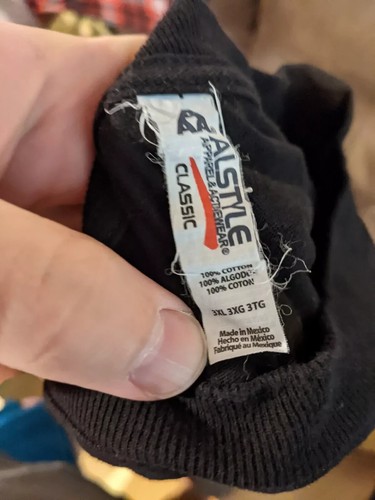 ALSTYLE
APPAREL & ACTIVEWEAR®
CLASSIC
100% COTTON
100% ALGODÓ
100% COTON
3XL 3XG 3TG
Made in Mexico
Hecho en México
Fabriqué au Mexique